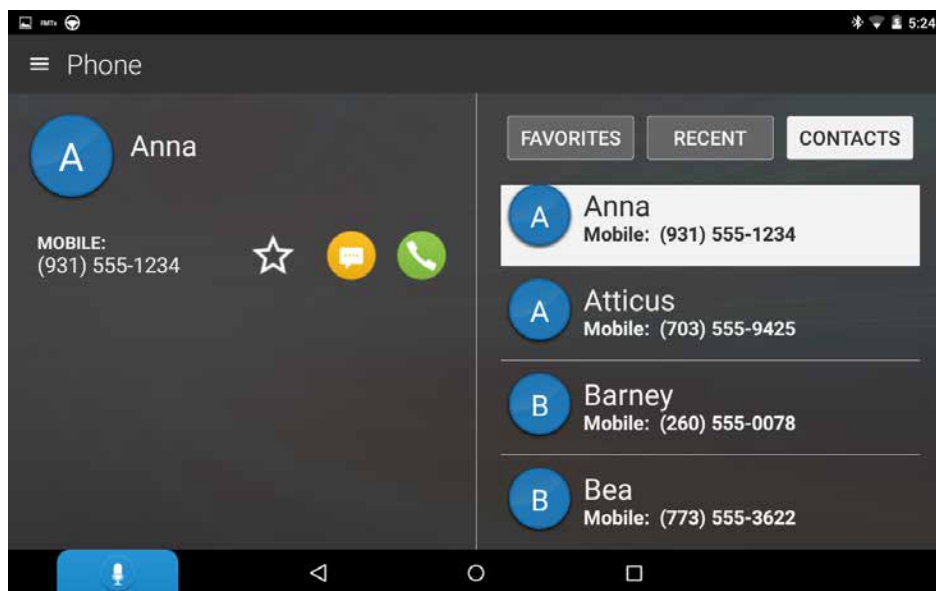 FMTx
5:24
Phone
A
Anna
MOBILE:
(931) 555-1234
FAVORITES
RECENT
CONTACTS
A
Anna
Mobile: (931) 555-1234
A
Atticus
Mobile: (703) 555-9425
B
Barney
Mobile: (260) 555-0078
B
Bea
Mobile: (773) 555-3622